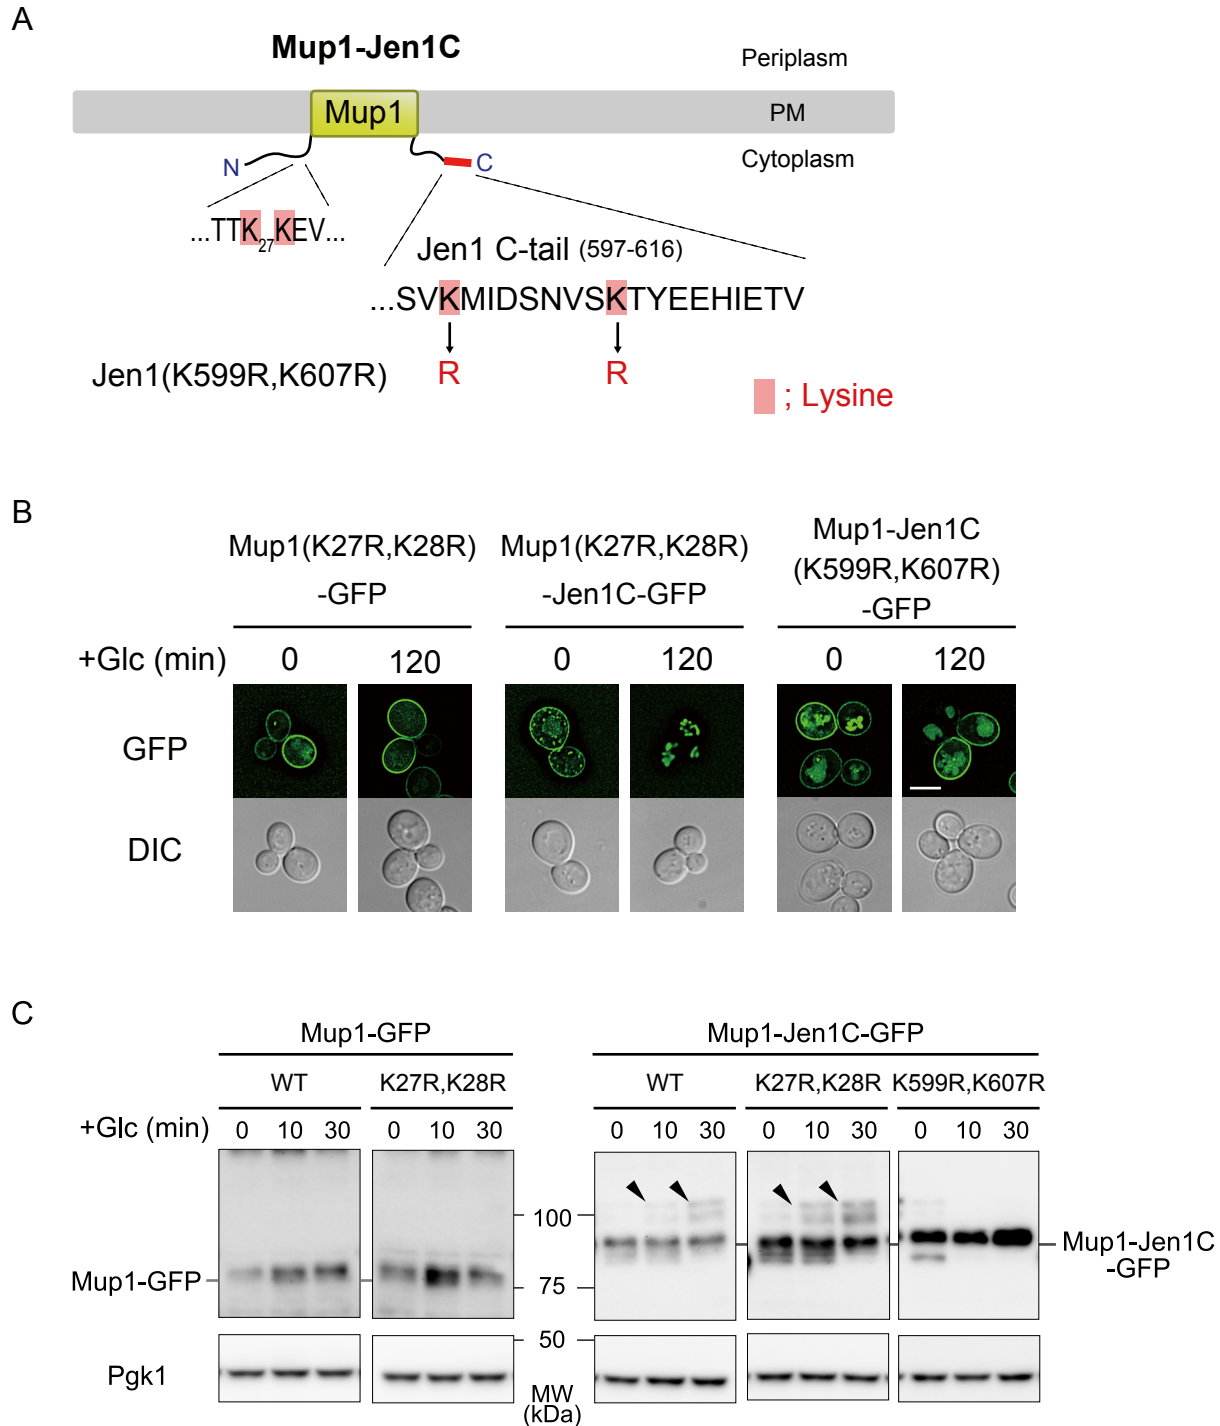 A
Mup1-Jen1C
Periplasm
Mup1
PM
Cytoplasm
N
C
...TTK27KEV...
Jen1 C-tail (597-616)
...SVKMIDSNVSKTYEEHIETV
Jen1(K599R,K607R)
R
R
; Lysine
B
Mup1(K27R,K28R)
-GFP
Mup1(K27R,K28R)
-Jen1C-GFP
Mup1-Jen1C
(K599R,K607R)
-GFP
+Glc (min)
0
120
0
120
0
120
GFP
DIC
C
Mup1-GFP
Mup1-Jen1C-GFP
WT
K27R,K28R
WT
K27R,K28R
K599R,K607R
+Glc (min)
0 10 30
0 10 30
0 10 30
0 10 30
0 10 30
100
Mup1-GFP
75
Mup1-Jen1C
-GFP
50
Pgk1
MW
(kDa)